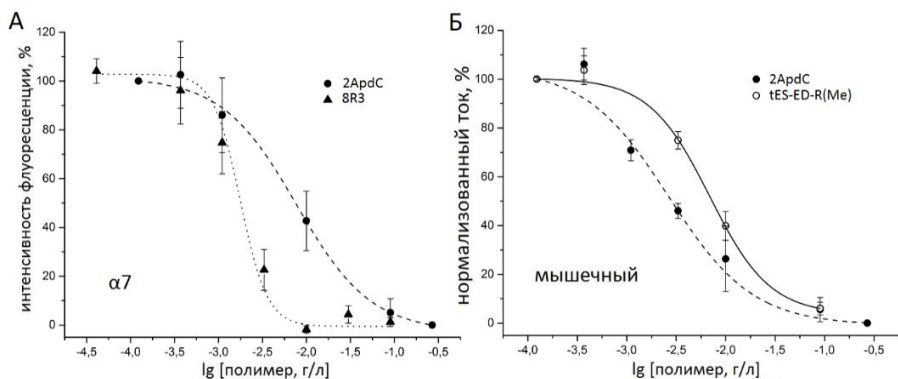 А
Б
2ApdC
8R3
2ApdC
tES-ED-R(Me)
интенсивность флуоресценции, %
120
100
80
60
40
20
0
α7
-4,5 -4,0 -3,5 -3,0 -2,5 -2,0 -1,5 -1,0 -0,5
lg [полимер, г/л]
нормализованный ток, %
120
100
80
60
40
20
0
мышечный
-4,0 -3,5 -3,0 -2,5 -2,0 -1,5 -1,0 -0,5
lg [полимер, г/л]